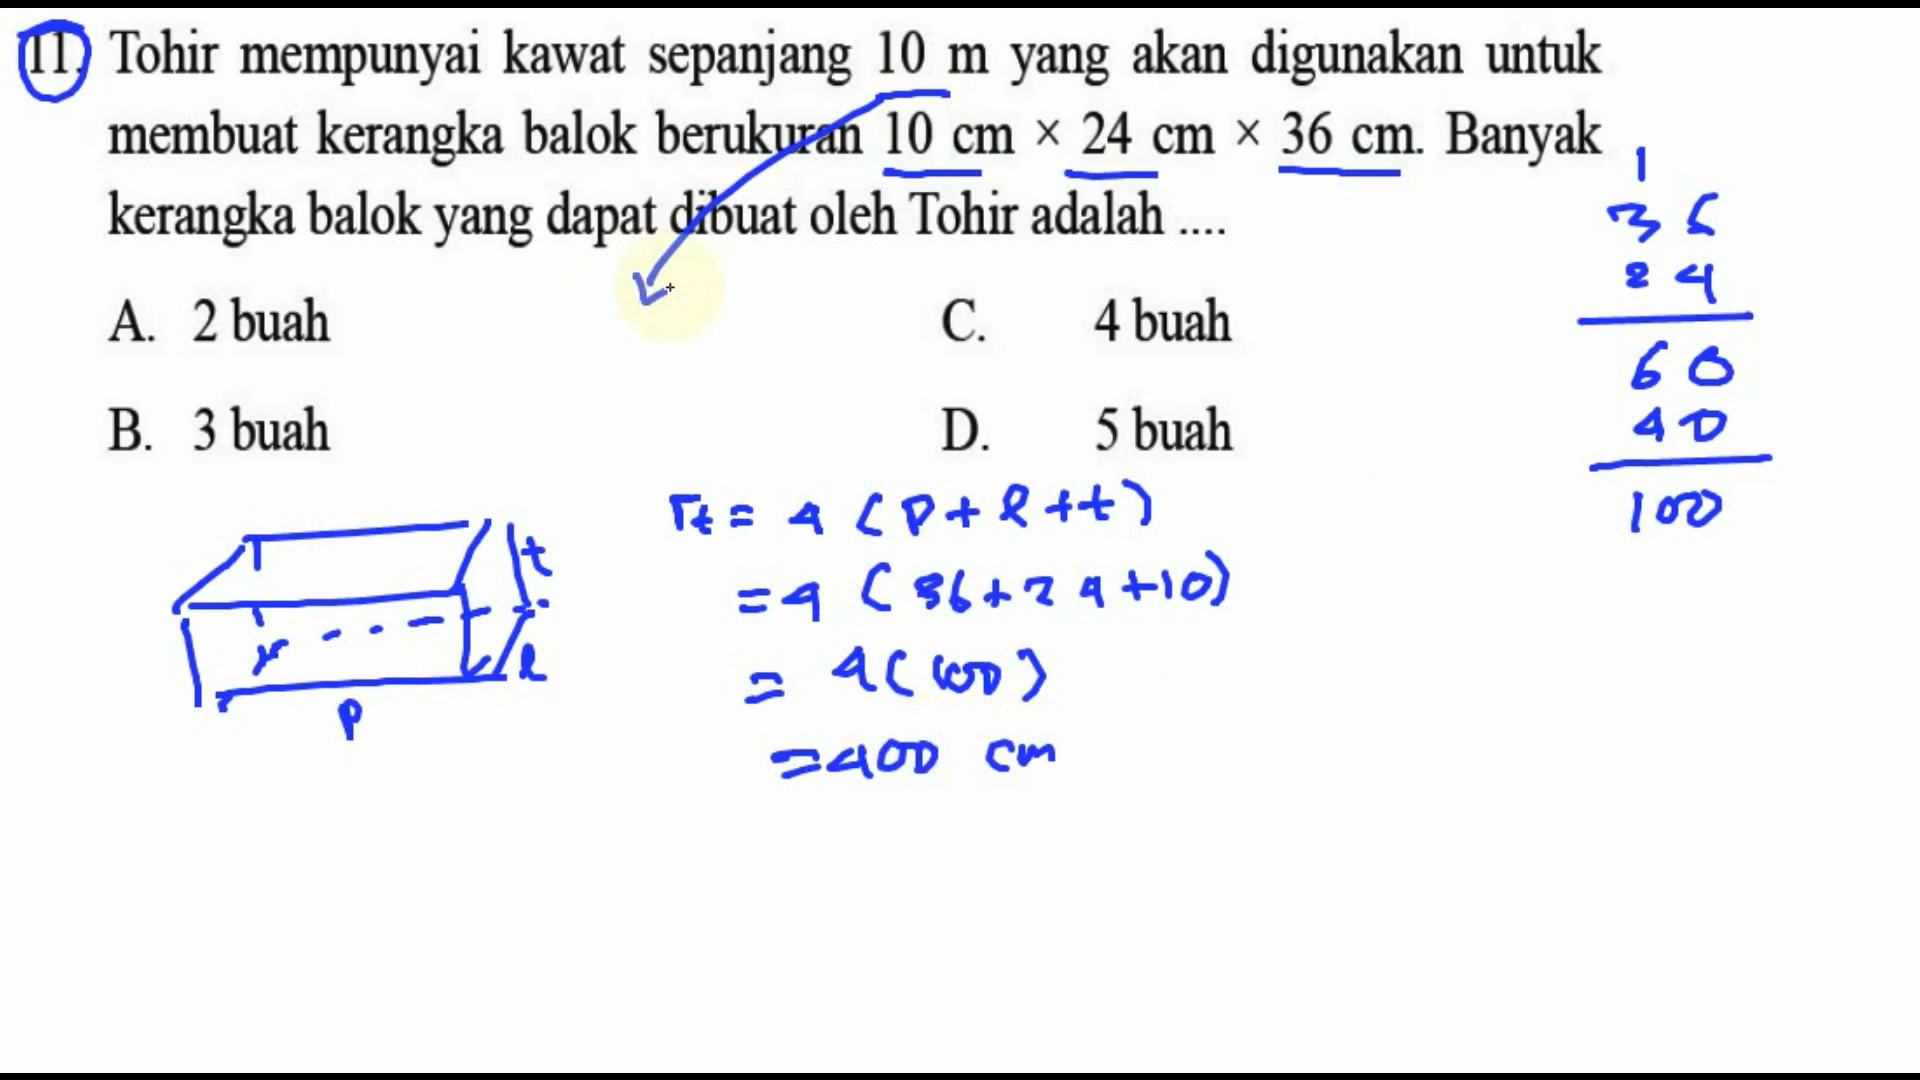 11. Tohir mempunyai kawat sepanjang 10 m yang akan digunakan untuk
membuat kerangka balok berukuran 10 cm × 24 cm × 36 cm. Banyak
kerangka balok yang dapat dibuat oleh Tohir adalah ....
A. 2 buah
B. 3 buah
C. 4 buah
D. 5 buah
1
36
24
60
40
100
t
l
p
= 4 (p + l + t)
= 4 (36 + 24 + 10)
= 4 (100)
= 400 cm